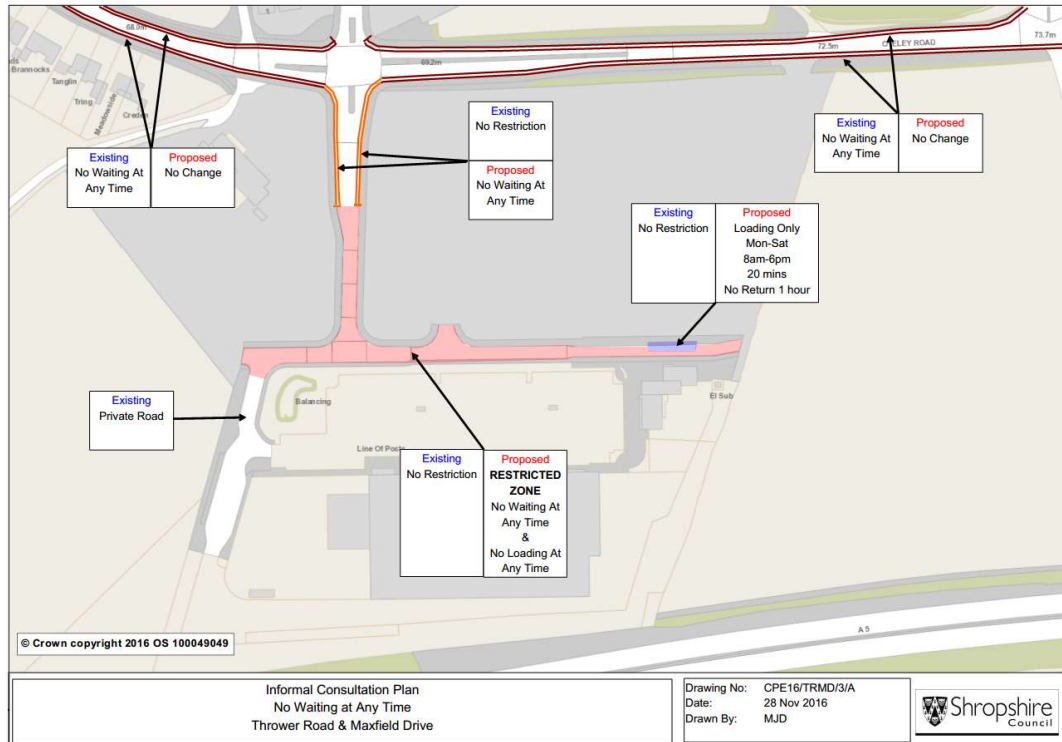 68.0m
Brannocks
Tanglin
Tring
Meadowside
Creden
69.2m
72.5m
OTELEY ROAD
73.7m
Existing
No Waiting At
Any Time
Proposed
No Change
Existing
No Restriction
Proposed
No Waiting At
Any Time
Existing
No Waiting At
Any Time
Proposed
No Change
Existing
No Restriction
Proposed
Loading Only
Mon-Sat
8am-6pm
20 mins
No Return 1 hour
Existing
Private Road
Balancing
El Sub
Line Of Posts
Existing
No Restriction
Proposed
RESTRICTED
ZONE
No Waiting At
Any Time
&
No Loading At
Any Time
A 5
© Crown copyright 2016 OS 100049049
Informal Consultation Plan
No Waiting at Any Time
Thrower Road & Maxfield Drive
Drawing No: CPE16/TRMD/3/A
Date: 28 Nov 2016
Drawn By: MJD
Shropshire
Council